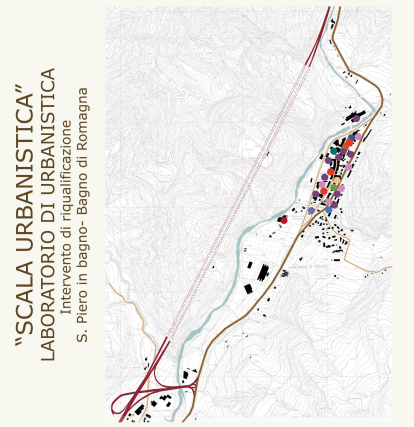 “SCALA URBANISTICA”
LABORATORIO DI URBANISTICA
Intervento di riqualificazione
S. Piero in bagno- Bagno di Romagna